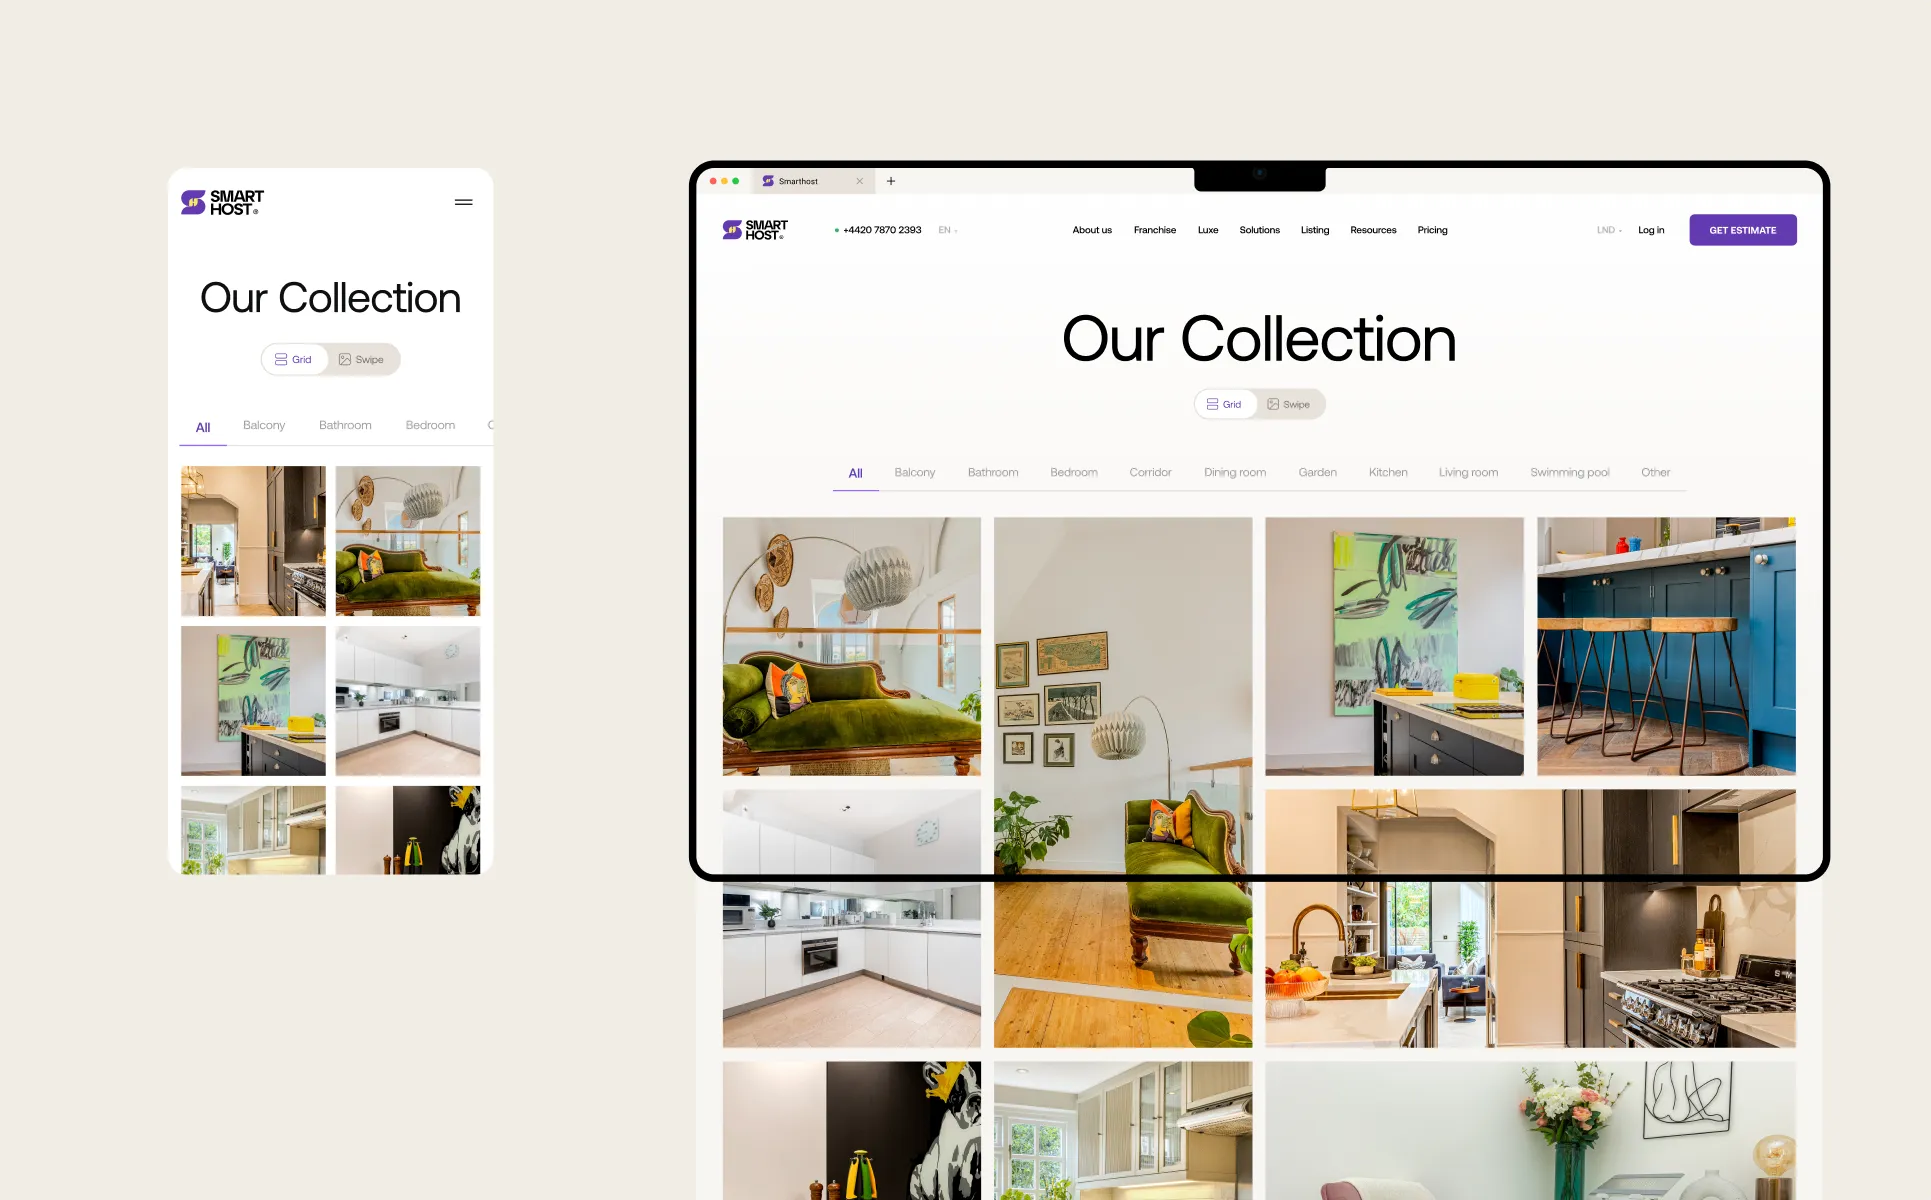 SMART
HOST®
Our Collection
Grid Swipe
All Balcony Bathroom Bedroom
Smarthost
SMART
HOST®
+4420 7870 2393 EN
About us Franchise Luxe Solutions Listing Resources Pricing
LND Log in GET ESTIMATE
Our Collection
Grid Swipe
All Balcony Bathroom Bedroom Corridor Dining room Garden Kitchen Living room Swimming pool Other